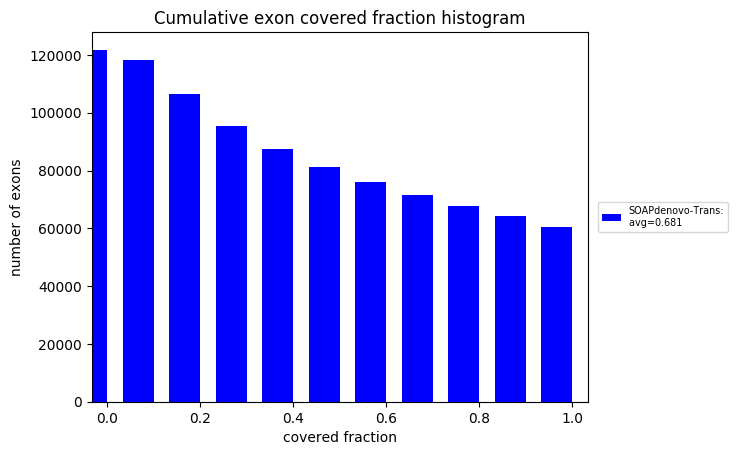 Cumulative exon covered fraction histogram
120000
100000
80000
60000
40000
20000
0
number of exons
0.0 0.2 0.4 0.6 0.8 1.0
covered fraction
SOAPdenovo-Trans:
avg=0.681